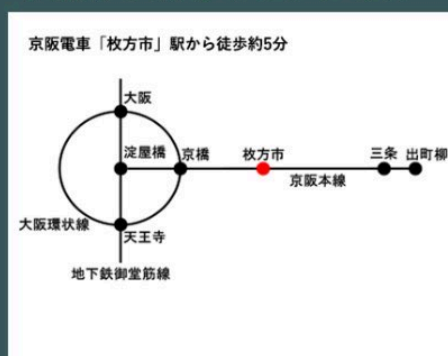 京阪電車「枚方市」駅から徒歩約5分
大阪
淀屋橋
京橋
枚方市
三条
出町柳
京阪本線
大阪環状線
天王寺
地下鉄御堂筋線